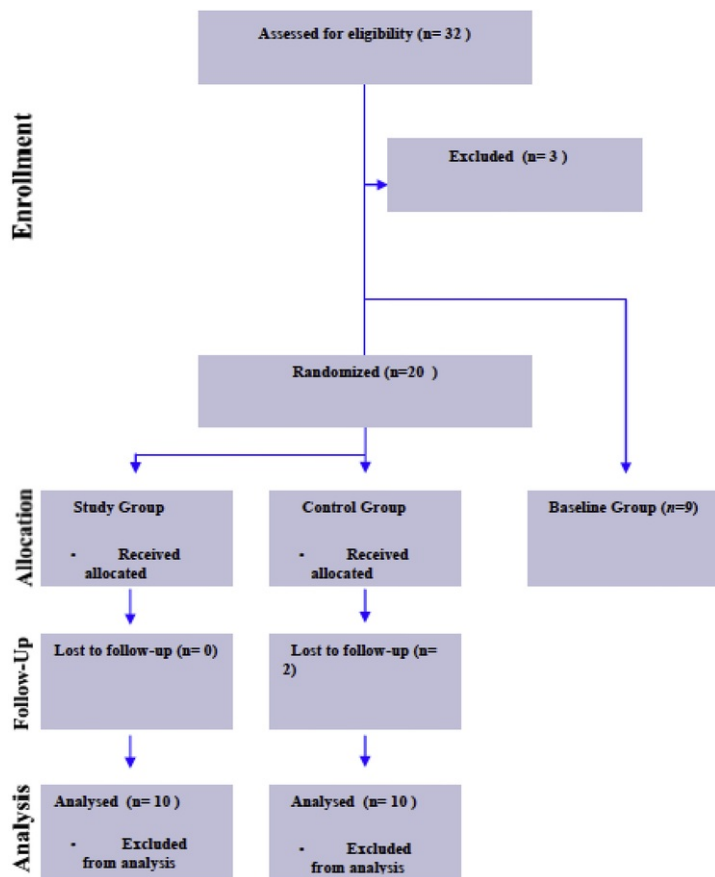 Assessed for eligibility (n= 32 )
Enrollment
Excluded (n= 3 )
Randomized (n=20 )
Allocation
Study Group
- Received
allocated
Control Group
- Received
allocated
Baseline Group (n=9)
Follow-Up
Lost to follow-up (n= 0)
Lost to follow-up (n=
2)
Analysis
Analysed (n= 10 )
- Excluded
from analysis
Analysed (n= 10 )
- Excluded
from analysis